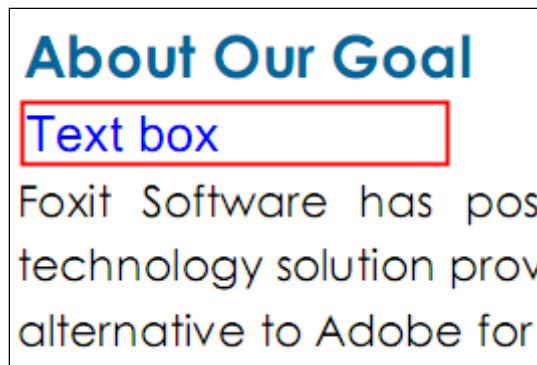 About Our Goal
Text box
Foxit Software has pos
technology solution prov
alternative to Adobe for